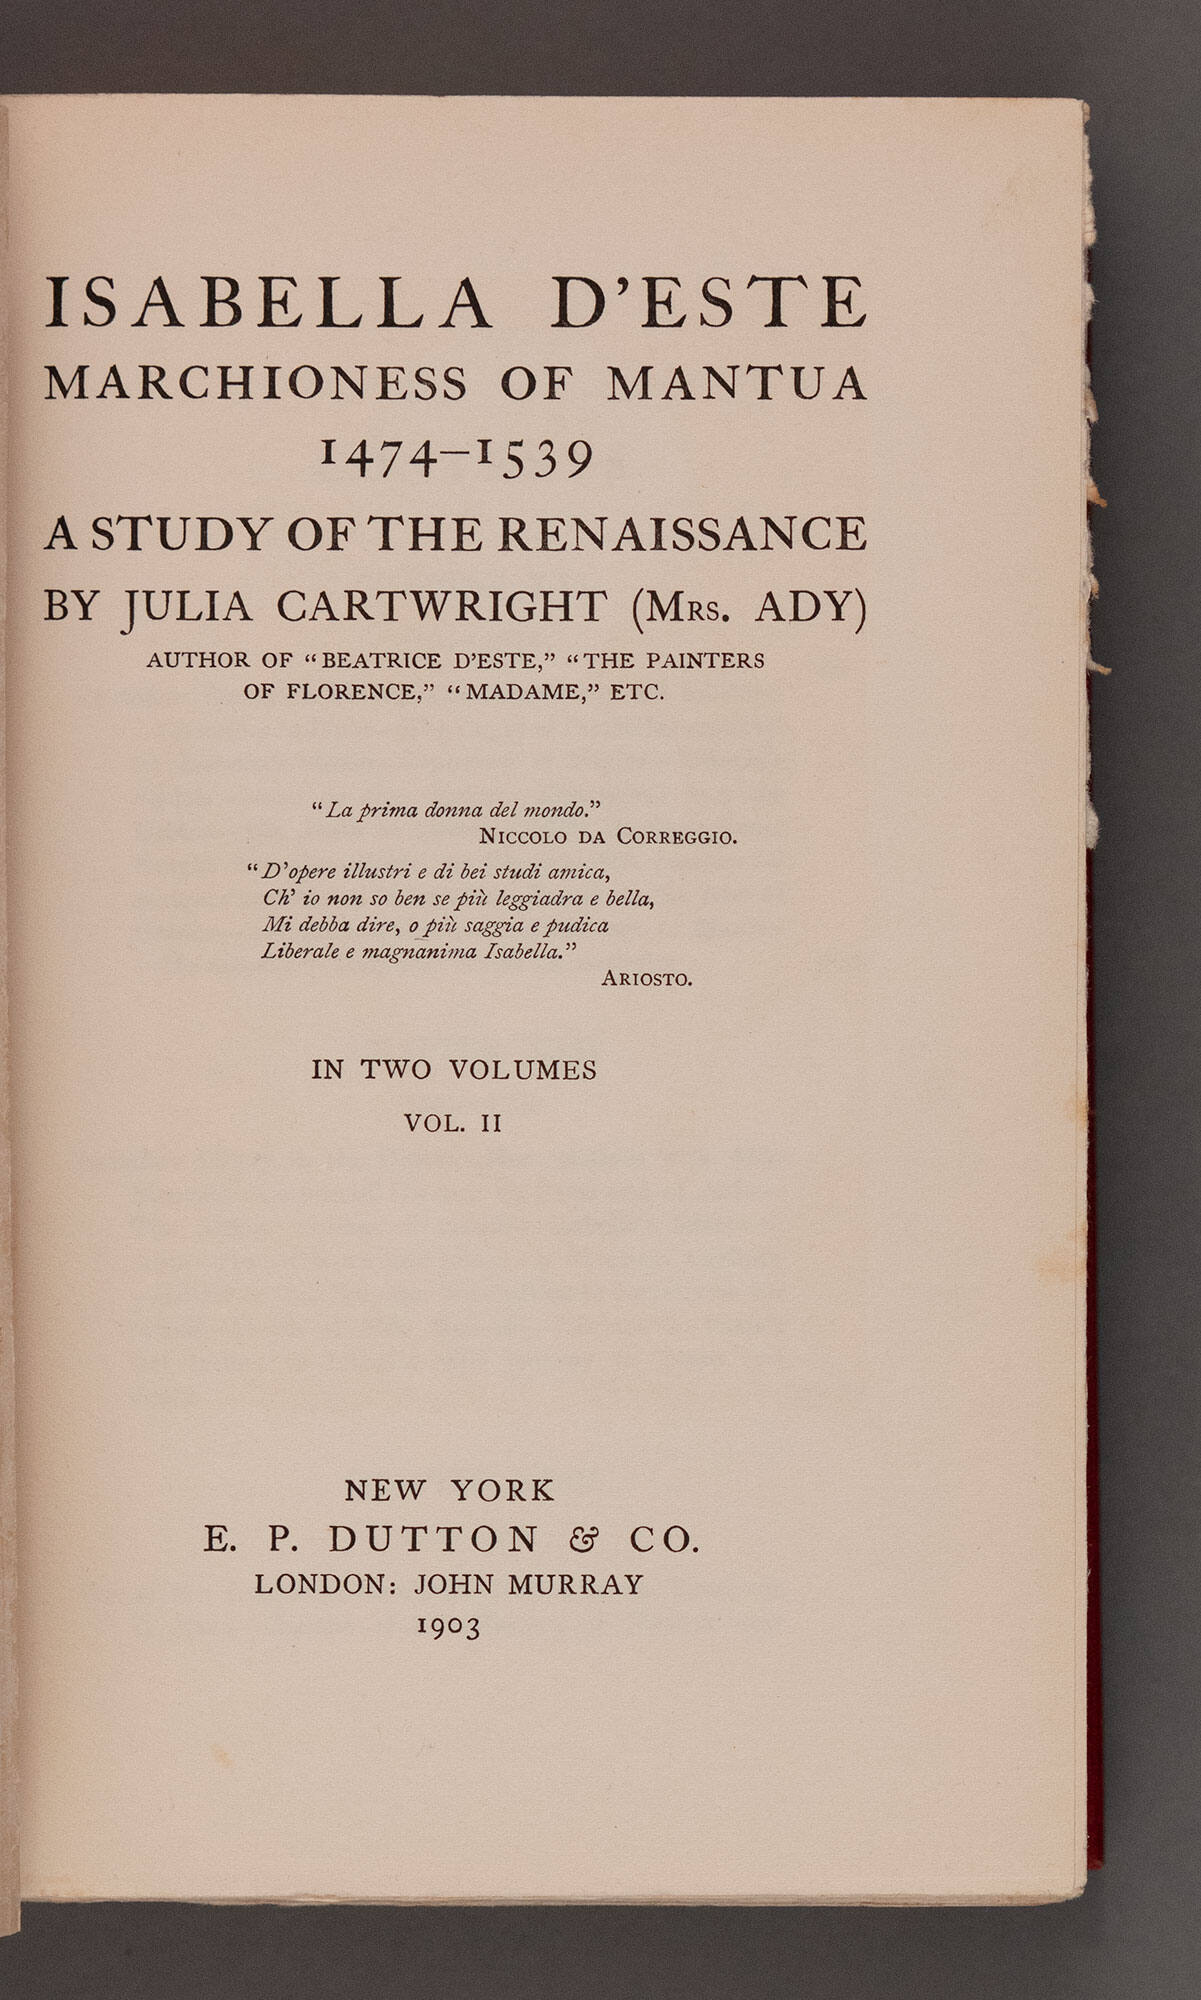 ISABELLA D'ESTE
MARCHIONESS OF MANTUA
1474–1539
A STUDY OF THE RENAISSANCE
BY JULIA CARTWRIGHT (MRS. ADY)
AUTHOR OF "BEATRICE D'ESTE," "THE PAINTERS
OF FLORENCE," "MADAME," ETC.
"La prima donna del mondo."
NICCOLO DA CORREGGIO.
"D'opere illustri e di bei studi amica,
Ch' io non so ben se più leggiadra e bella,
Mi debba dire, o più saggia e pudica
Liberale e magnanima Isabella."
ARIOSTO.
IN TWO VOLUMES
VOL. II
NEW YORK
E. P. DUTTON & CO.
LONDON: JOHN MURRAY
1903